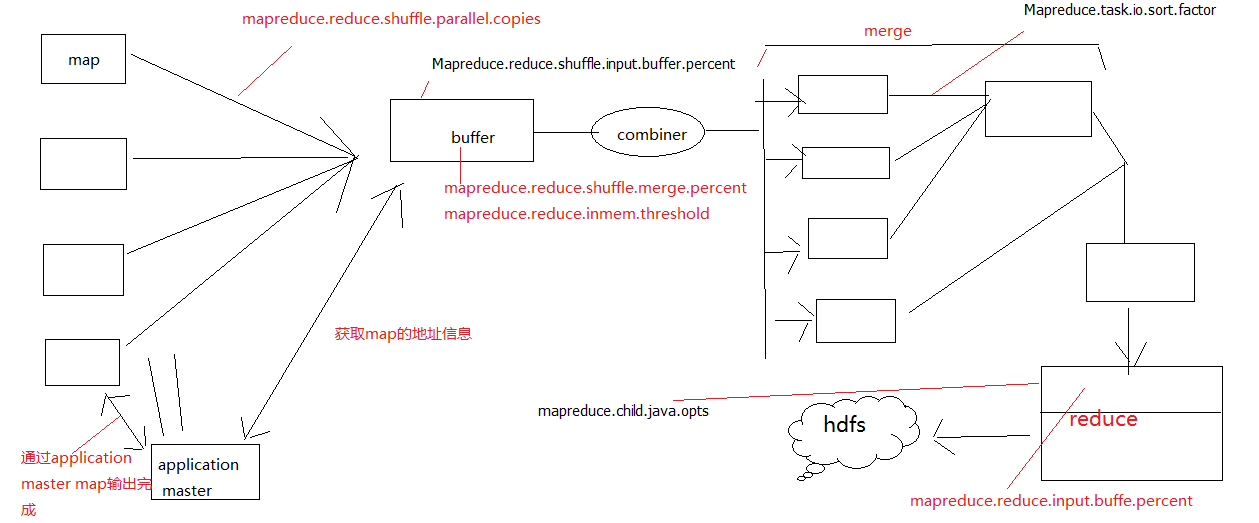 mapreduce.reduce.shuffle.parallel.copies
Mapreduce.task.io.sort.factor
merge
map
Mapreduce.reduce.shuffle.input.buffer.percent
buffer
combiner
mapreduce.reduce.shuffle.merge.percent
mapreduce.reduce.inmem.threshold
获取map的地址信息
mapreduce.child.java.opts
hdfs
reduce
通过application
master map输出完
成
application
master
mapreduce.reduce.input.buffe.percent